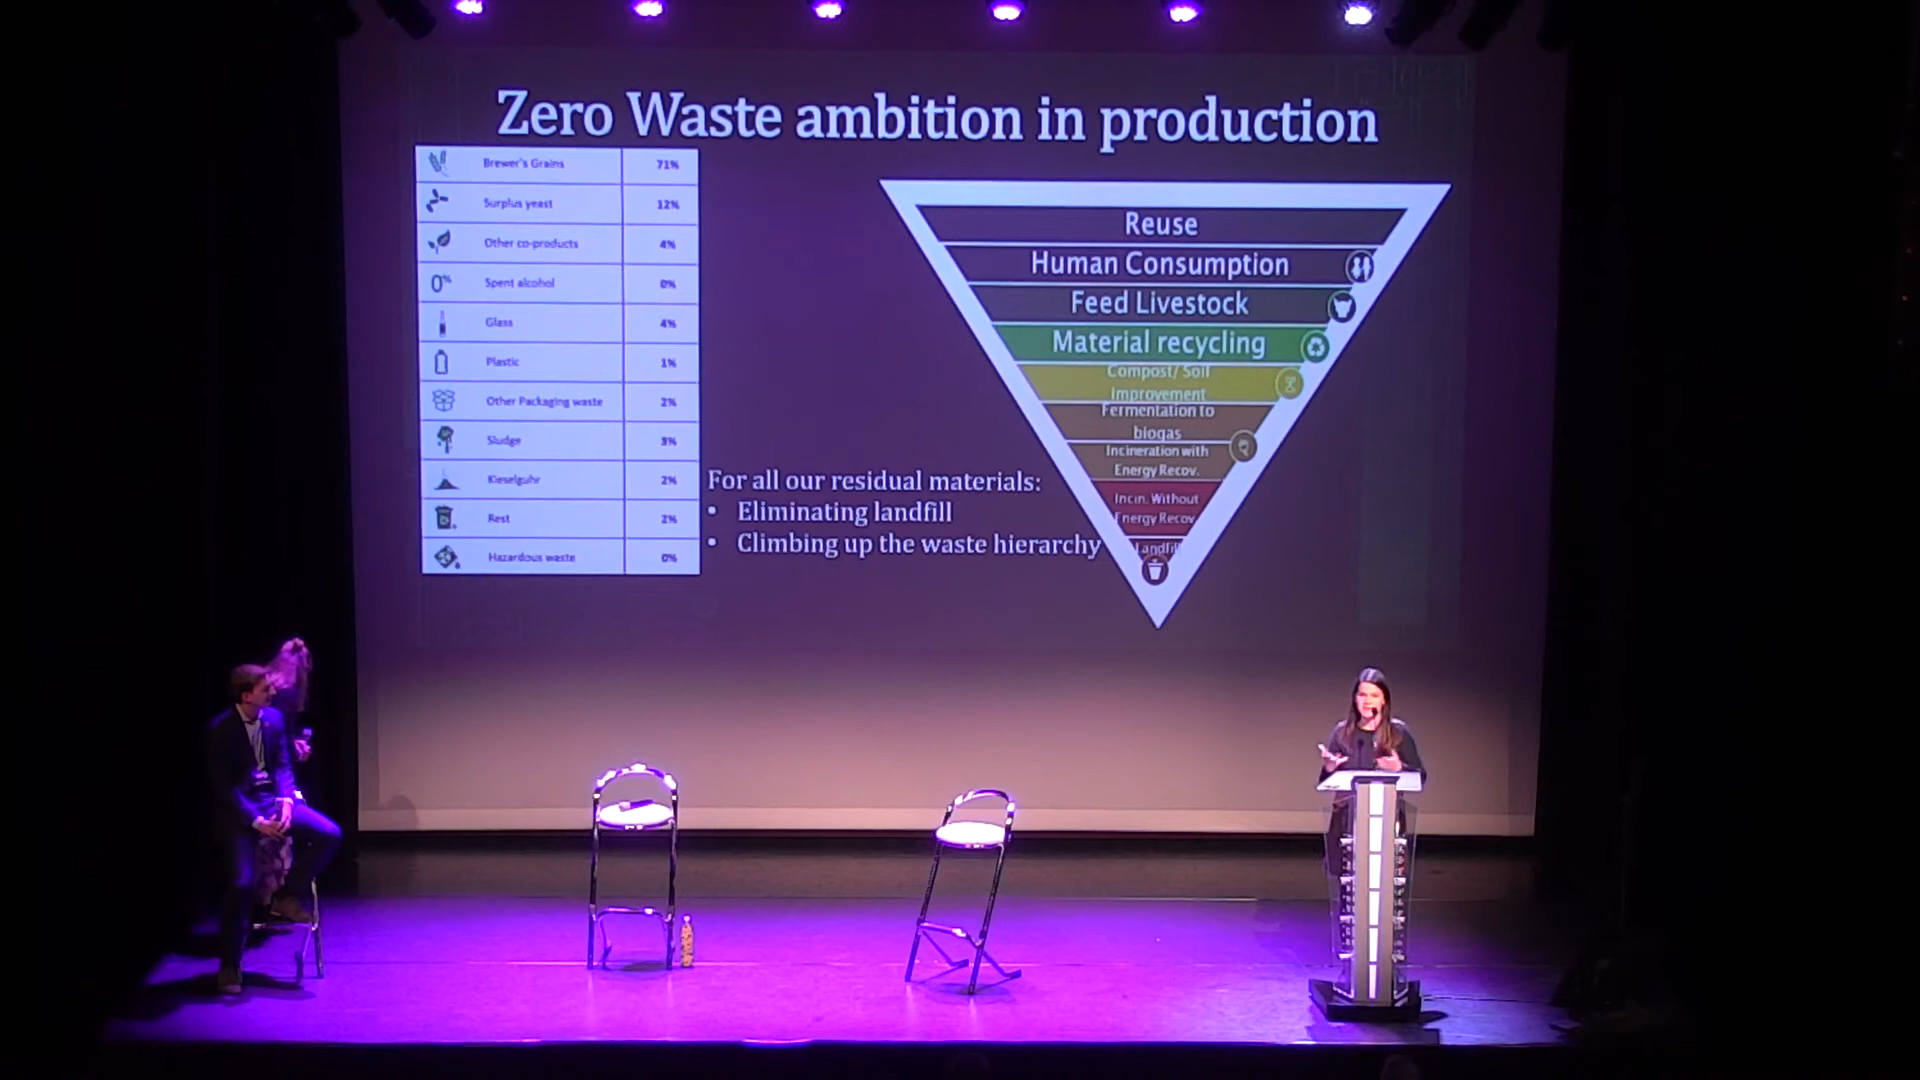 Zero Waste ambition in production
Brewer's Grains 71%
Surplus yeast 12%
Other co-products 4%
0% Spent alcohol 0%
Glass 4%
Plastic 1%
Other Packaging waste 2%
Sludge 3%
Kieselguhr 2%
Rest 2%
Hazardous waste 0%
For all our residual materials:
• Eliminating landfill
• Climbing up the waste hierarchy
Reuse
Human Consumption
Feed Livestock
Material recycling
Compost/ Soil
Improvement
Fermentation to
biogas
Incineration with
Energy Recov.
Incin. Without
Energy Recov
Landfill